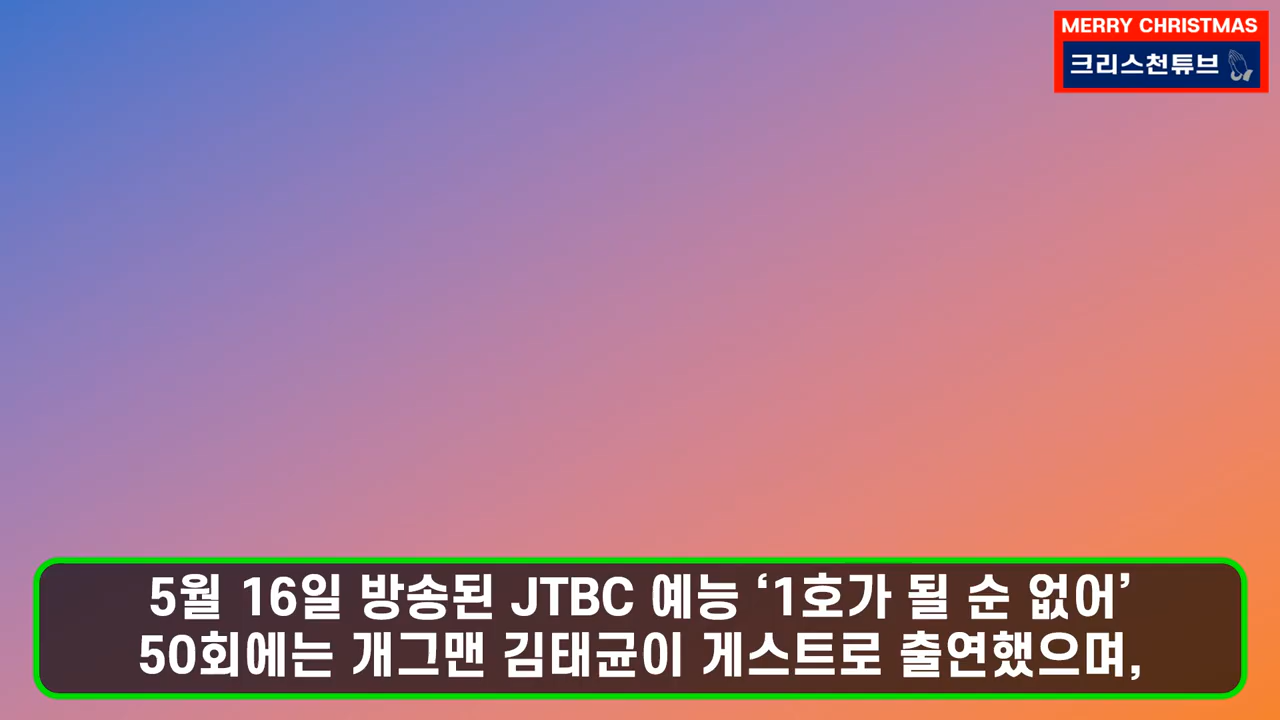 MERRY CHRISTMAS
크리스천튜브
5월 16일 방송된 JTBC 예능 ‘1호가 될 순 없어’
50회에는 개그맨 김태균이 게스트로 출연했으며,